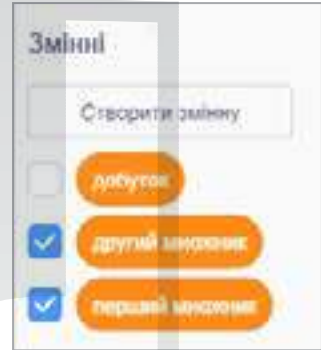 Змінні
Створити змінну
добуток
другий множник
перший множник